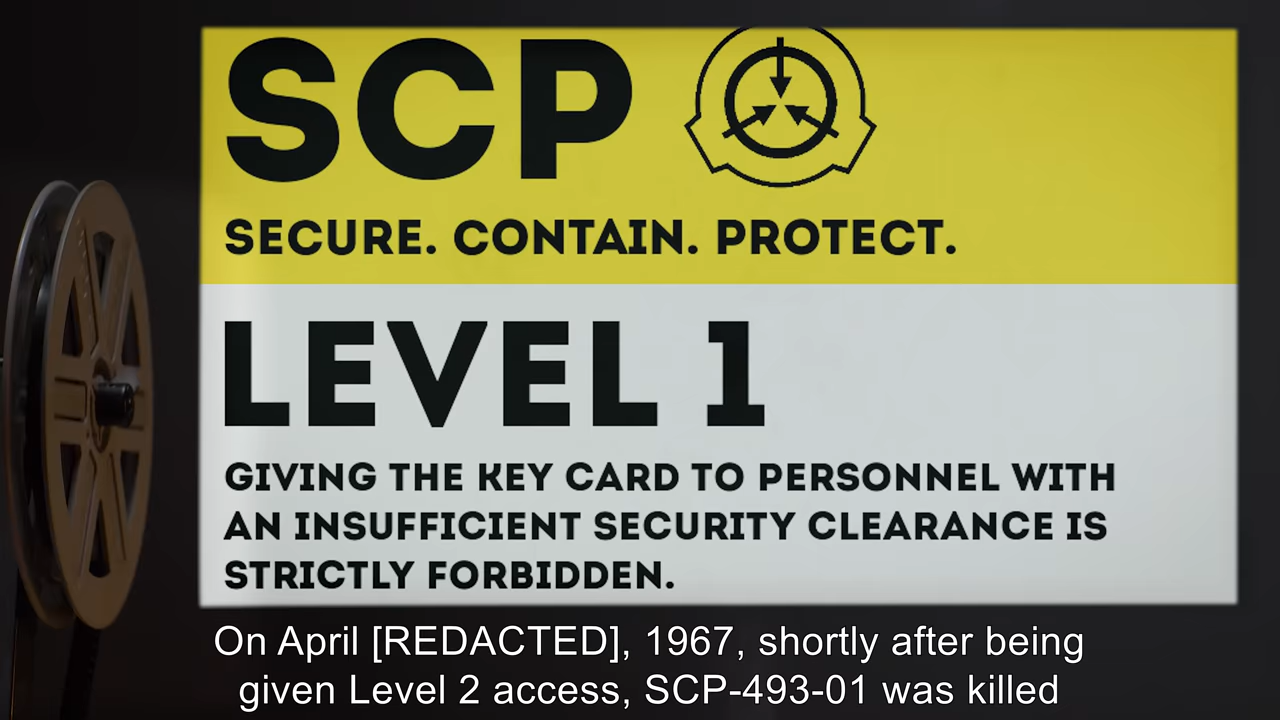 SCP
SECURE. CONTAIN. PROTECT.
LEVEL 1
GIVING THE KEY CARD TO PERSONNEL WITH
AN INSUFFICIENT SECURITY CLEARANCE IS
STRICTLY FORBIDDEN.
On April [REDACTED], 1967, shortly after being
given Level 2 access, SCP-493-01 was killed